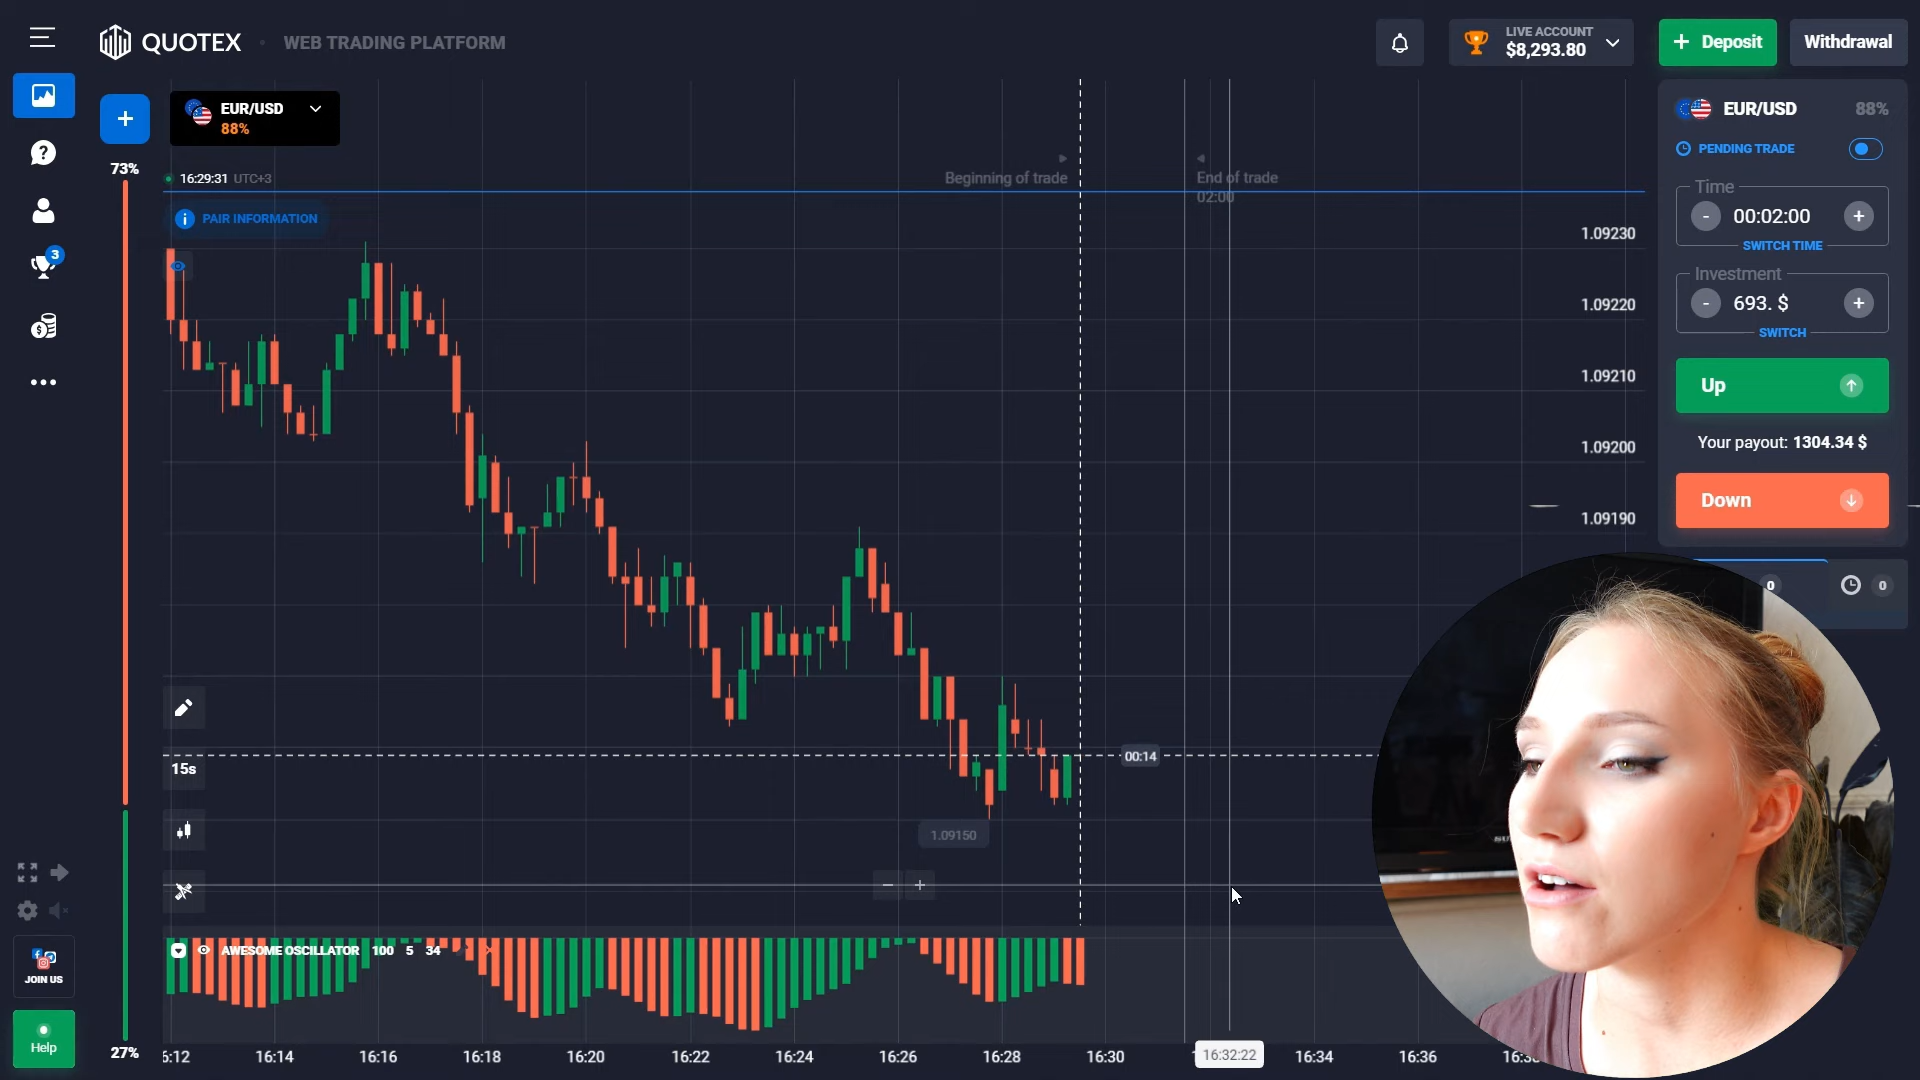 QUOTEX
WEB TRADING PLATFORM
LIVE ACCOUNT
$8,293.80
+ Deposit
Withdrawal
EUR/USD
88%
73%
16:29:31 UTC+3
PAIR INFORMATION
Beginning of trade
End of trade
02:00
3
1.09230
1.09220
1.09210
1.09200
1.09190
EUR/USD 88%
PENDING TRADE
Time
- 00:02:00 +
SWITCH TIME
Investment
- 693. $ +
SWITCH
Up
Your payout: 1304.34 $
Down
0
0
15s
00:14
1.09150
AWESOME OSCILLATOR 100 5 34
JOIN US
Help
27%
6:12
16:14
16:16
16:18
16:20
16:22
16:24
16:26
16:28
16:30
16:32:22
16:34
16:36